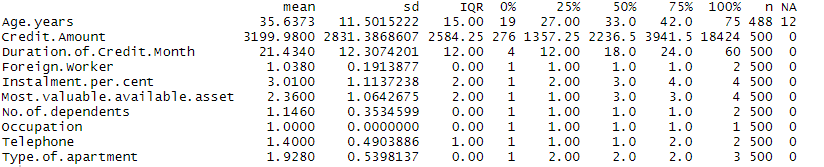 mean sd IQR 0% 25% 50% 75% 100% n NA
Age.years 35.6373 11.5015222 15.00 19 27.00 33.0 42.0 75 488 12
Credit.Amount 3199.9800 2831.3868607 2584.25 276 1357.25 2236.5 3941.5 18424 500 0
Duration.of.Credit.Month 21.4340 12.3074201 12.00 4 12.00 18.0 24.0 60 500 0
Foreign.Worker 1.0380 0.1913877 0.00 1 1.00 1.0 1.0 2 500 0
Instalment.per.cent 3.0100 1.1137238 2.00 1 2.00 3.0 4.0 4 500 0
Most.valuable.available.asset 2.3600 1.0642675 2.00 1 1.00 3.0 3.0 4 500 0
No.of.dependents 1.1460 0.3534599 0.00 1 1.00 1.0 1.0 2 500 0
Occupation 1.0000 0.0000000 0.00 1 1.00 1.0 1.0 1 500 0
Telephone 1.4000 0.4903886 1.00 1 1.00 1.0 2.0 2 500 0
Type.of.apartment 1.9280 0.5398137 0.00 1 2.00 2.0 2.0 3 500 0